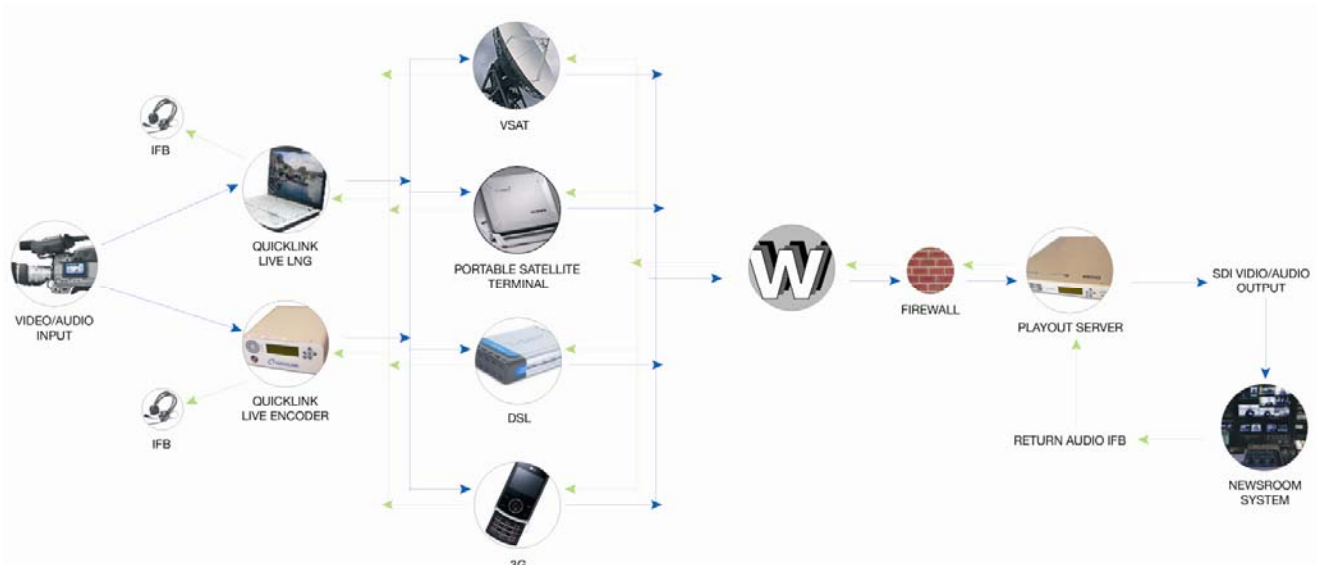 VSAT
IFB
QUICKLINK
LIVE LNG
PORTABLE SATELLITE
TERMINAL
VIDEO/AUDIO
INPUT
W
FIREWALL
PLAYOUT SERVER
SDI VIDIO/AUDIO
OUTPUT
QUICKLINK
LIVE ENCODER
DSL
IFB
RETURN AUDIO IFB
NEWSROOM
SYSTEM
3G